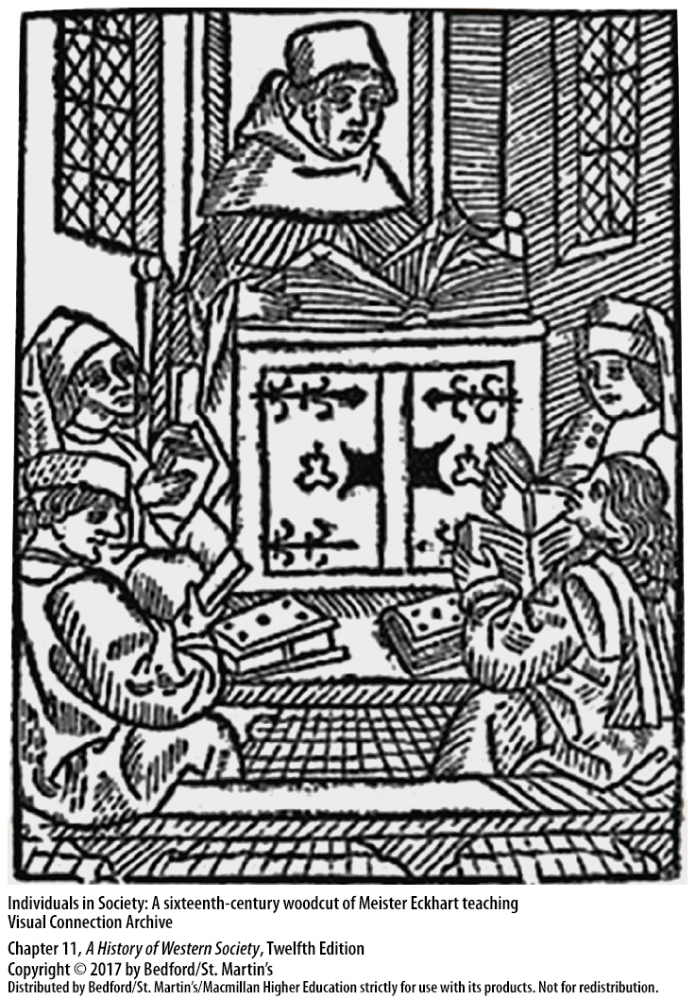 Individuals in Society: A sixteenth-century woodcut of Meister Eckhart teaching
Visual Connection Archive
Chapter 11, A History of Western Society, Twelfth Edition
Copyright © 2017 by Bedford/St. Martin’s
Distributed by Bedford/St. Martin’s/Macmillan Higher Education strictly for use with its products. Not for redistribution.